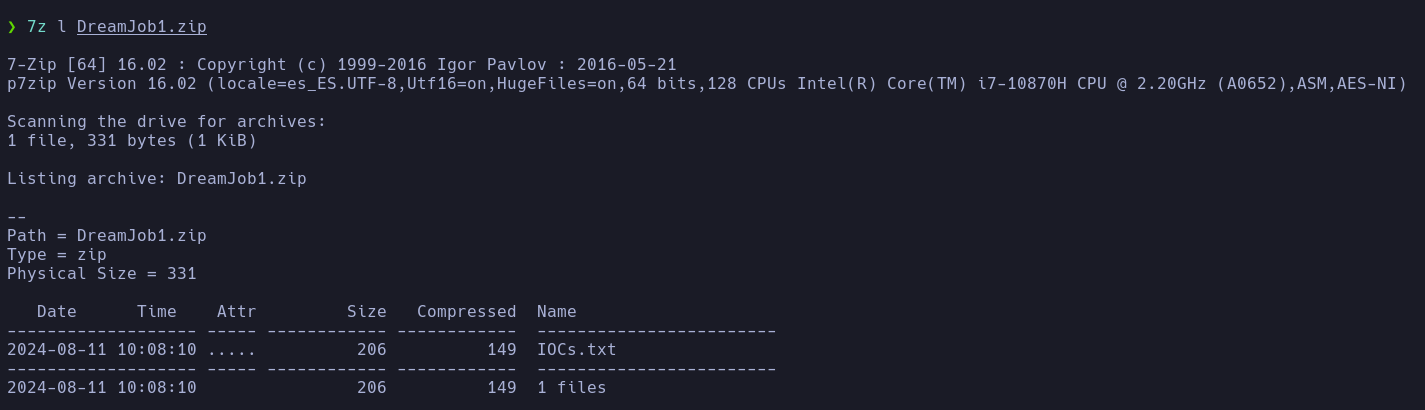 ❯ 7z l DreamJob1.zip
7-Zip [64] 16.02 : Copyright (c) 1999-2016 Igor Pavlov : 2016-05-21
p7zip Version 16.02 (locale=es_ES.UTF-8,Utf16=on,HugeFiles=on,64 bits,128 CPUs Intel(R) Core(TM) i7-10870H CPU @ 2.20GHz (A0652),ASM,AES-NI)
Scanning the drive for archives:
1 file, 331 bytes (1 KiB)
Listing archive: DreamJob1.zip
--
Path = DreamJob1.zip
Type = zip
Physical Size = 331
   Date      Time    Attr         Size   Compressed  Name
------------------- ----- ------------ ------------  ------------------------
2024-08-11 10:08:10 .....          206          149  IOCs.txt
------------------- ----- ------------ ------------  ------------------------
2024-08-11 10:08:10                206          149  1 files